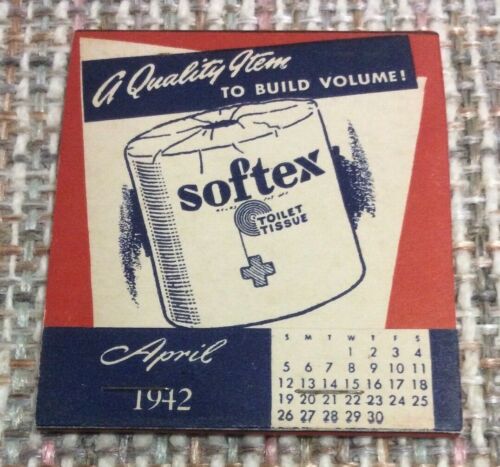 A Quality Item
TO BUILD VOLUME!
softex
TOILET
TISSUE
April
1942
S M T W T F S
1 2 3 4
5 6 7 8 9 10 11
12 13 14 15 16 17 18
19 20 21 22 23 24 25
26 27 28 29 30